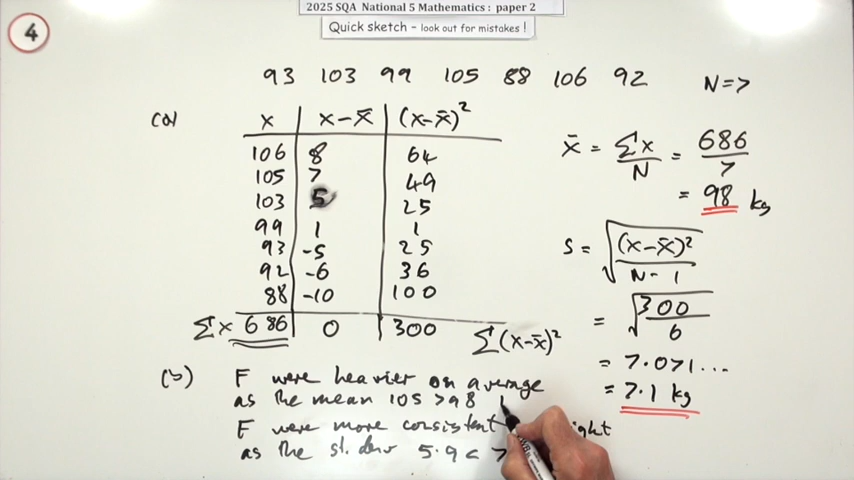 2025 SQA National 5 Mathematics : paper 2
Quick sketch - look out for mistakes !
4
93 103 99 105 88 106 92 N=7
(a) x x-x̄ (x-x̄)²
106 8 64
105 7 49
103 5 25
99 1 1
93 -5 25
92 -6 36
88 -10 100
Σx 686 0 300 Σ(x-x̄)²
x̄ = Σx/N = 686/7
= 98 kg
s = √((x-x̄)²/N-1)
= √(300/6)
= 7.071...
= 7.1 kg
(b) F were heavier on average
as the mean 105 > 98
F were more consistent
as the st. dev 5.9 < 7